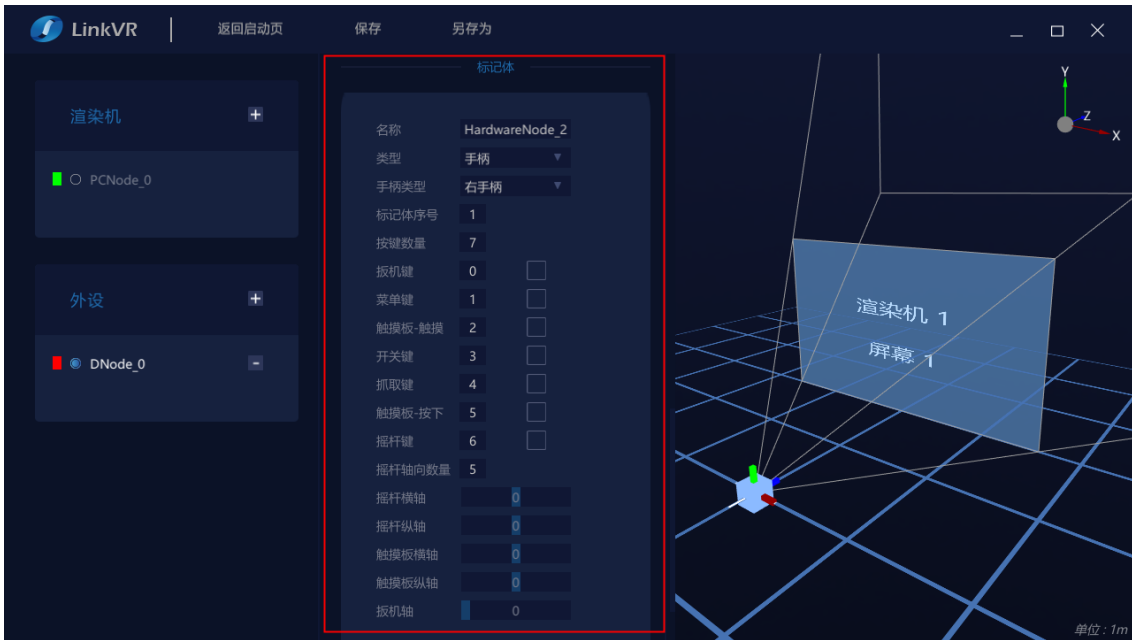 LinkVR 返回启动页 保存 另存为
标记体
渲染机
PCNode_0
外设
DNode_0
名称 HardwareNode_2
类型 手柄
手柄类型 右手柄
标记体序号 1
按键数量 7
扳机键 0
菜单键 1
触摸板-触摸 2
开关键 3
抓取键 4
触摸板-按下 5
摇杆键 6
摇杆轴向数量 5
摇杆横轴 0
摇杆纵轴 0
触摸板横轴 0
触摸板纵轴 0
扳机轴 0
Y
Z
X
渲染机 1
屏幕 1
单位 : 1m